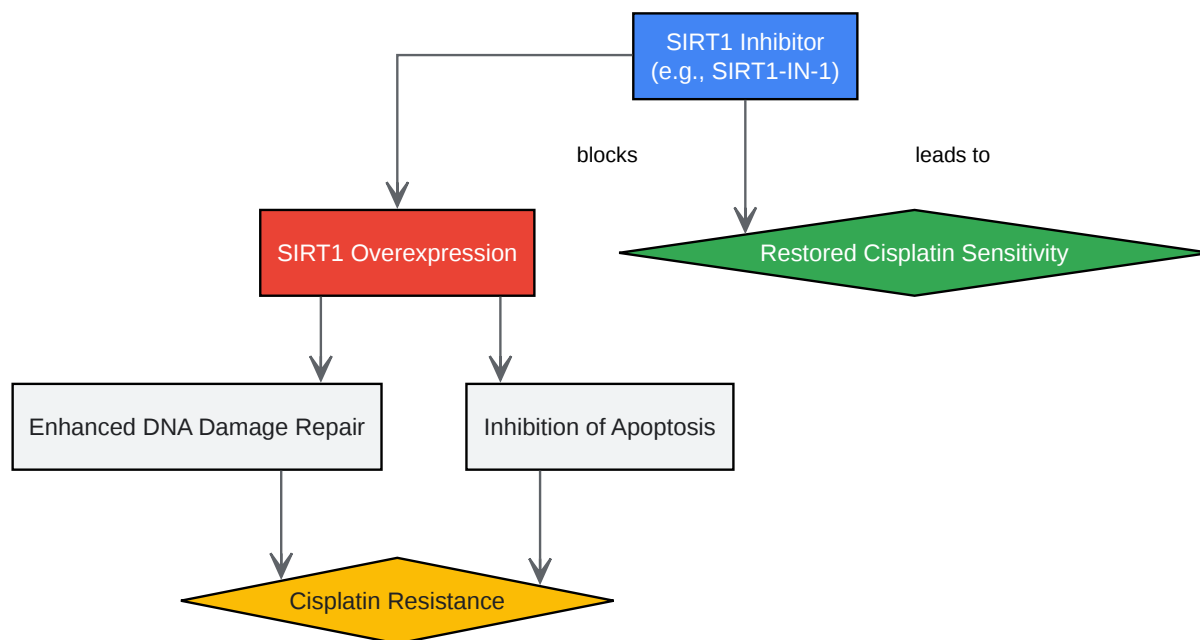 SIRT1 Inhibitor
(e.g., SIRT1-IN-1)
blocks
leads to
SIRT1 Overexpression
Restored Cisplatin Sensitivity
Enhanced DNA Damage Repair
Inhibition of Apoptosis
Cisplatin Resistance